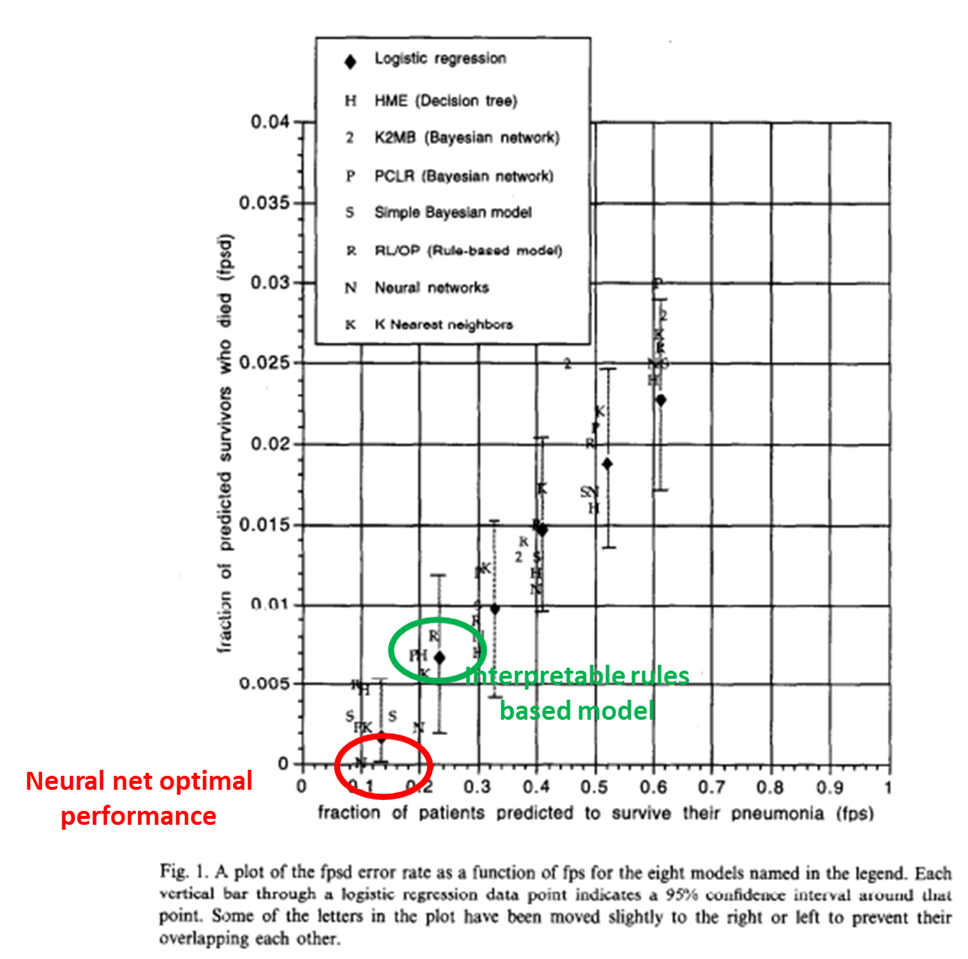 Logistic regression
H HME (Decision tree)
2 K2MB (Bayesian network)
P PCLR (Bayesian network)
S Simple Bayesian model
R RL/OP (Rule-based model)
N Neural networks
K K Nearest neighbors
0.04
0.035
0.03
0.025
0.02
0.015
0.01
0.005
0
fraction of predicted survivors who died (fpsd)
P
2
K
R
N S
H
2
K
P
R
S N
H
K
R
2
S
H
N
K
S
R
R
P H
K
R H
S S
P K N
N
Interpretable rules
based model
Neural net optimal
performance
0 0.1 0.2 0.3 0.4 0.5 0.6 0.7 0.8 0.9 1
fraction of patients predicted to survive their pneumonia (fps)
Fig. 1. A plot of the fpsd error rate as a function of fps for the eight models named in the legend. Each
vertical bar through a logistic regression data point indicates a 95% confidence interval around that
point. Some of the letters in the plot have been moved slightly to the right or left to prevent their
overlapping each other.